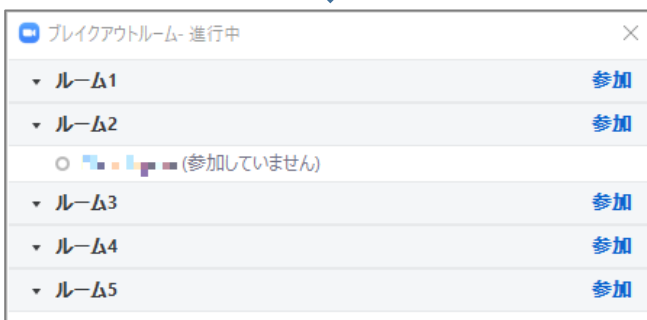 ブレイクアウトルーム- 進行中
ルーム1 参加
ルーム2 参加
(参加していません)
ルーム3 参加
ルーム4 参加
ルーム5 参加